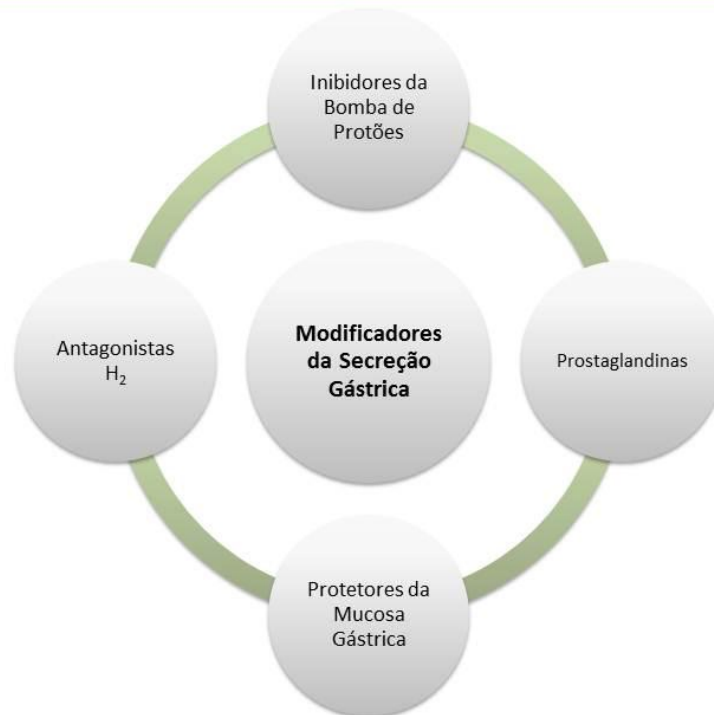 Inibidores da
Bomba de
Protões
Antagonistas
H₂
Modificadores
da Secreção
Gástrica
Prostaglandinas
Protetores da
Mucosa
Gástrica